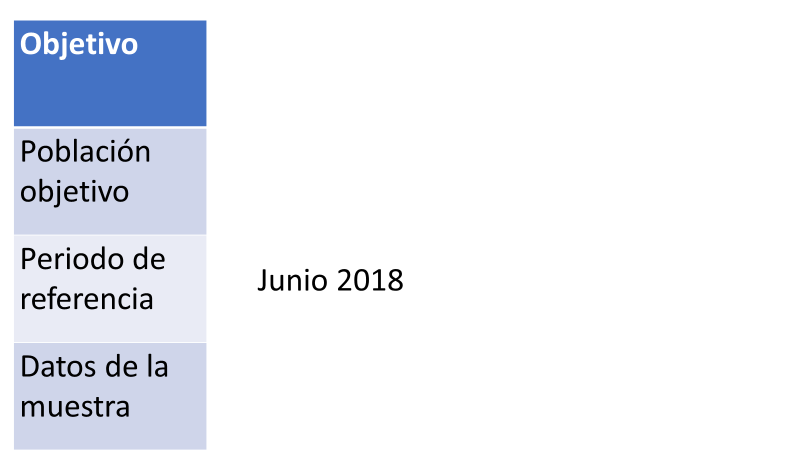 Objetivo
Población
objetivo
Periodo de
referencia
Junio 2018
Datos de la
muestra